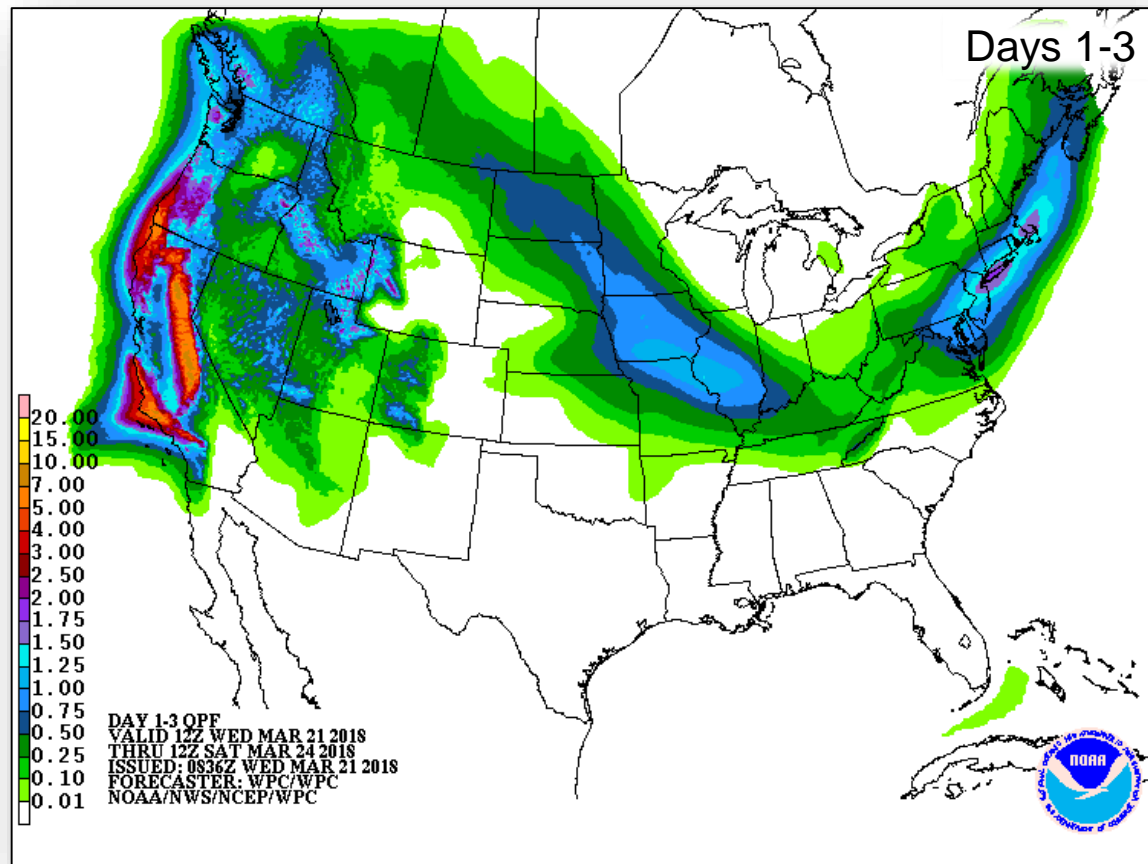 Days 1-3
20.00
15.00
10.00
7.00
5.00
4.00
3.00
2.50
2.00
1.75
1.50
1.25
1.00
0.75
0.50
0.25
0.10
0.01
DAY 1-3 QPF
VALID 12Z WED MAR 21 2018
THRU 12Z SAT MAR 24 2018
ISSUED: 0836Z WED MAR 21 2018
FORECASTER: WPC/WPC
NOAA/NWS/NCEP/WPC
NOAA